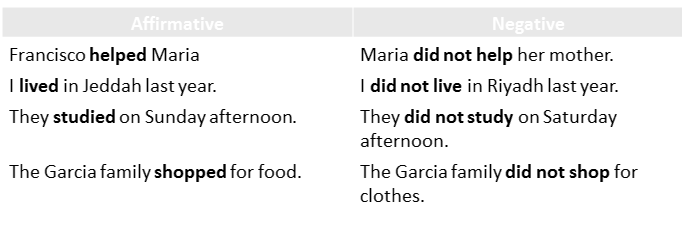 Affirmative Negative
Francisco helped Maria Maria did not help her mother.
I lived in Jeddah last year. I did not live in Riyadh last year.
They studied on Sunday afternoon. They did not study on Saturday
afternoon.
The Garcia family shopped for food. The Garcia family did not shop for
clothes.